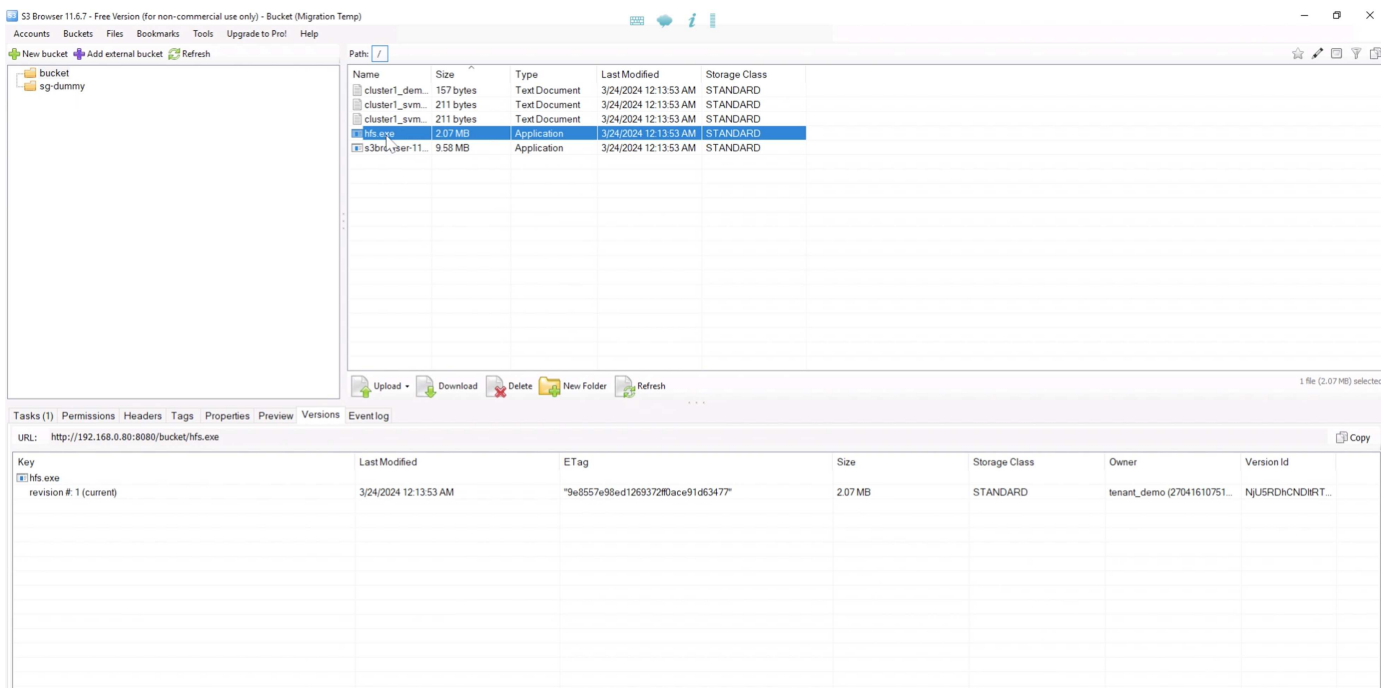 S3 Browser 11.6.7 - Free Version (for non-commercial use only) - Bucket (Migration Temp)
Accounts Buckets Files Bookmarks Tools Upgrade to Pro! Help
New bucket Add external bucket Refresh Path: /
bucket
sg-dummy
Name Size Type Last Modified Storage Class
cluster1_dem... 157 bytes Text Document 3/24/2024 12:13:53 AM STANDARD
cluster1_svm... 211 bytes Text Document 3/24/2024 12:13:53 AM STANDARD
cluster1_svm... 211 bytes Text Document 3/24/2024 12:13:53 AM STANDARD
hfs.exe 2.07 MB Application 3/24/2024 12:13:53 AM STANDARD
s3browser-11... 9.58 MB Application 3/24/2024 12:13:53 AM STANDARD
Upload Download Delete New Folder Refresh 1 file (2.07 MB) selected
Tasks (1) Permissions Headers Tags Properties Preview Versions Event log
URL: http://192.168.0.80:8080/bucket/hfs.exe Copy
Key Last Modified ETag Size Storage Class Owner Version Id
hfs.exe
revision #: 1 (current) 3/24/2024 12:13:53 AM "9e8557e98ed1269372ff0ace91d63477" 2.07 MB STANDARD tenant_demo (27041610751...